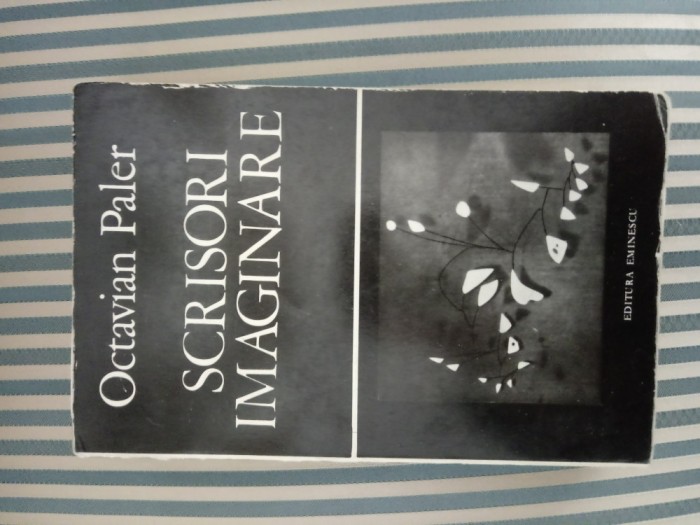 Octavian Paler
SCRISORI
IMAGINARE
EDITURA EMINESCU